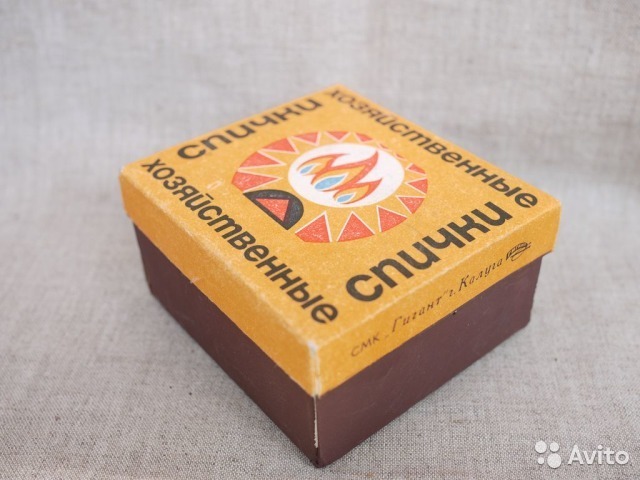 спички
хозяйственные
хозяйственные
спички
СМК „Гигант" г. Калуга
Avito